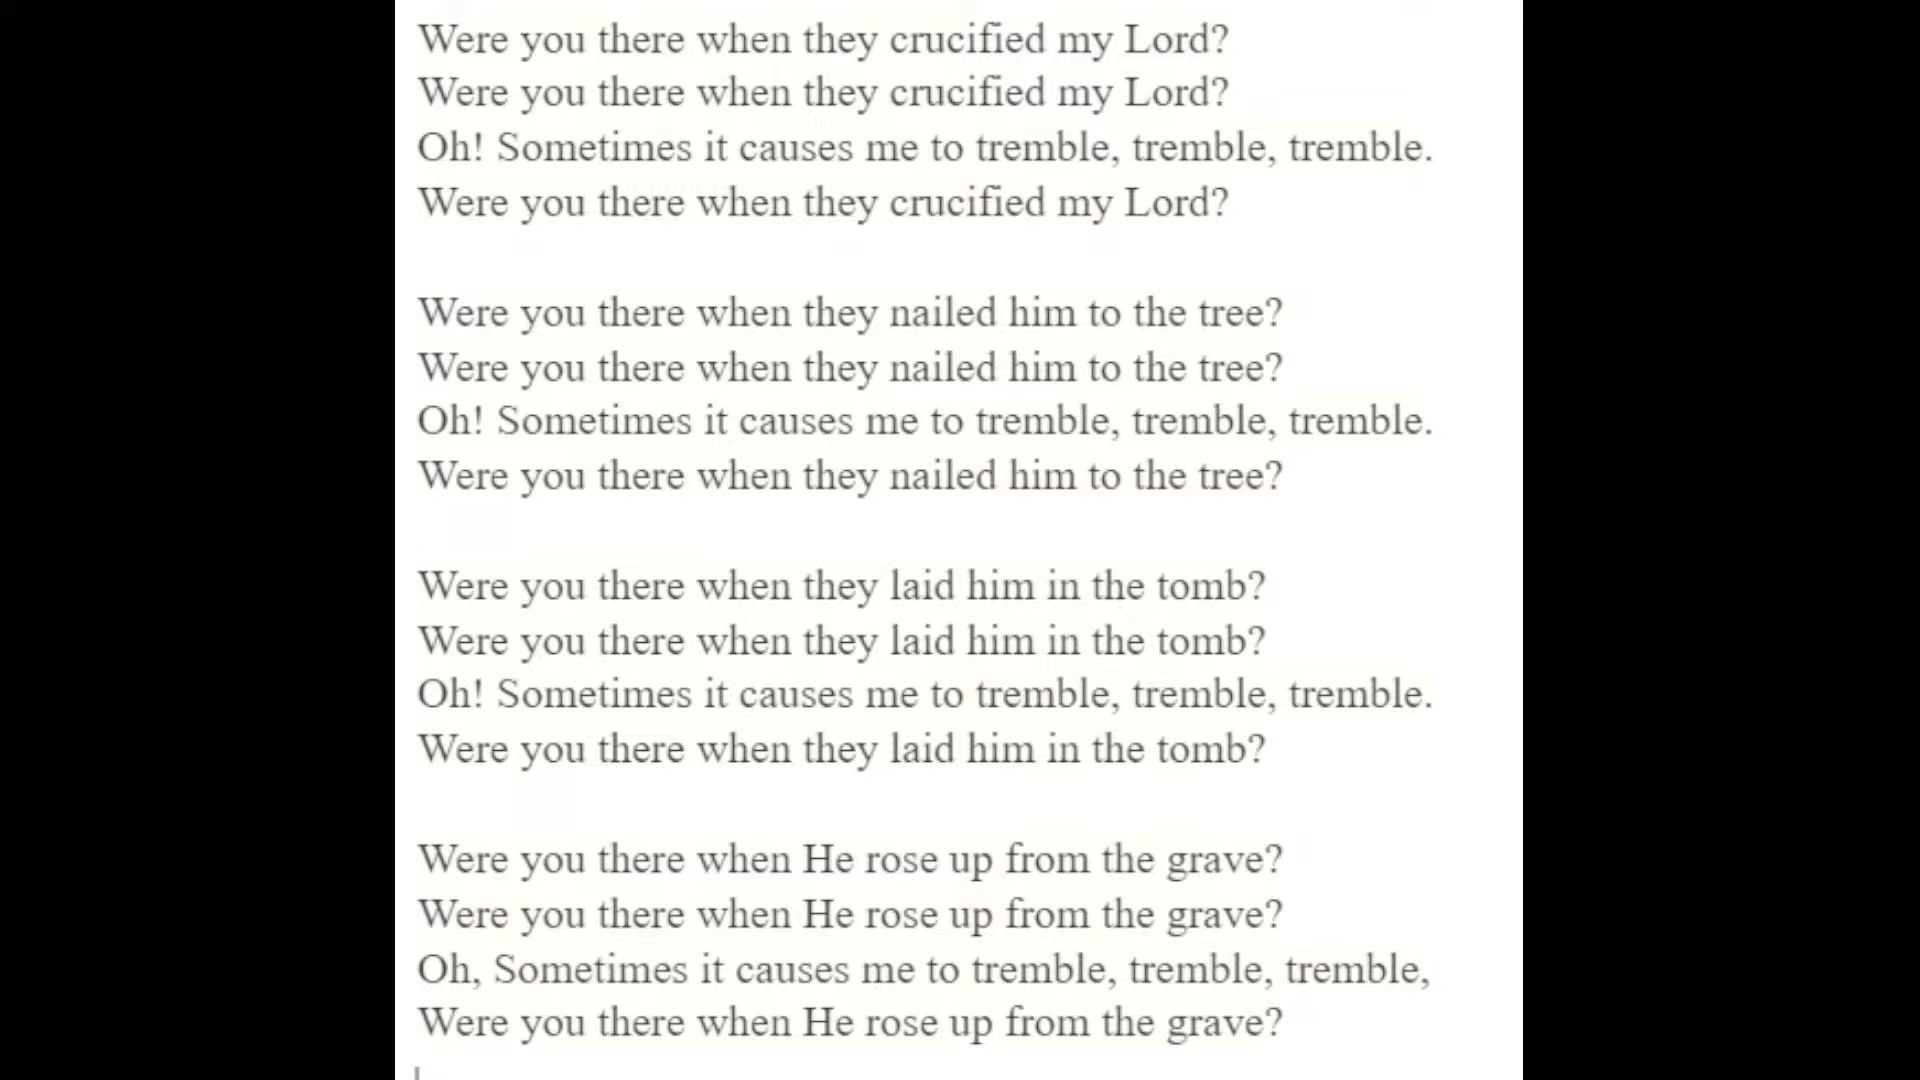 Were you there when they crucified my Lord?
Were you there when they crucified my Lord?
Oh! Sometimes it causes me to tremble, tremble, tremble.
Were you there when they crucified my Lord?

Were you there when they nailed him to the tree?
Were you there when they nailed him to the tree?
Oh! Sometimes it causes me to tremble, tremble, tremble.
Were you there when they nailed him to the tree?

Were you there when they laid him in the tomb?
Were you there when they laid him in the tomb?
Oh! Sometimes it causes me to tremble, tremble, tremble.
Were you there when they laid him in the tomb?

Were you there when He rose up from the grave?
Were you there when He rose up from the grave?
Oh, Sometimes it causes me to tremble, tremble, tremble,
Were you there when He rose up from the grave?